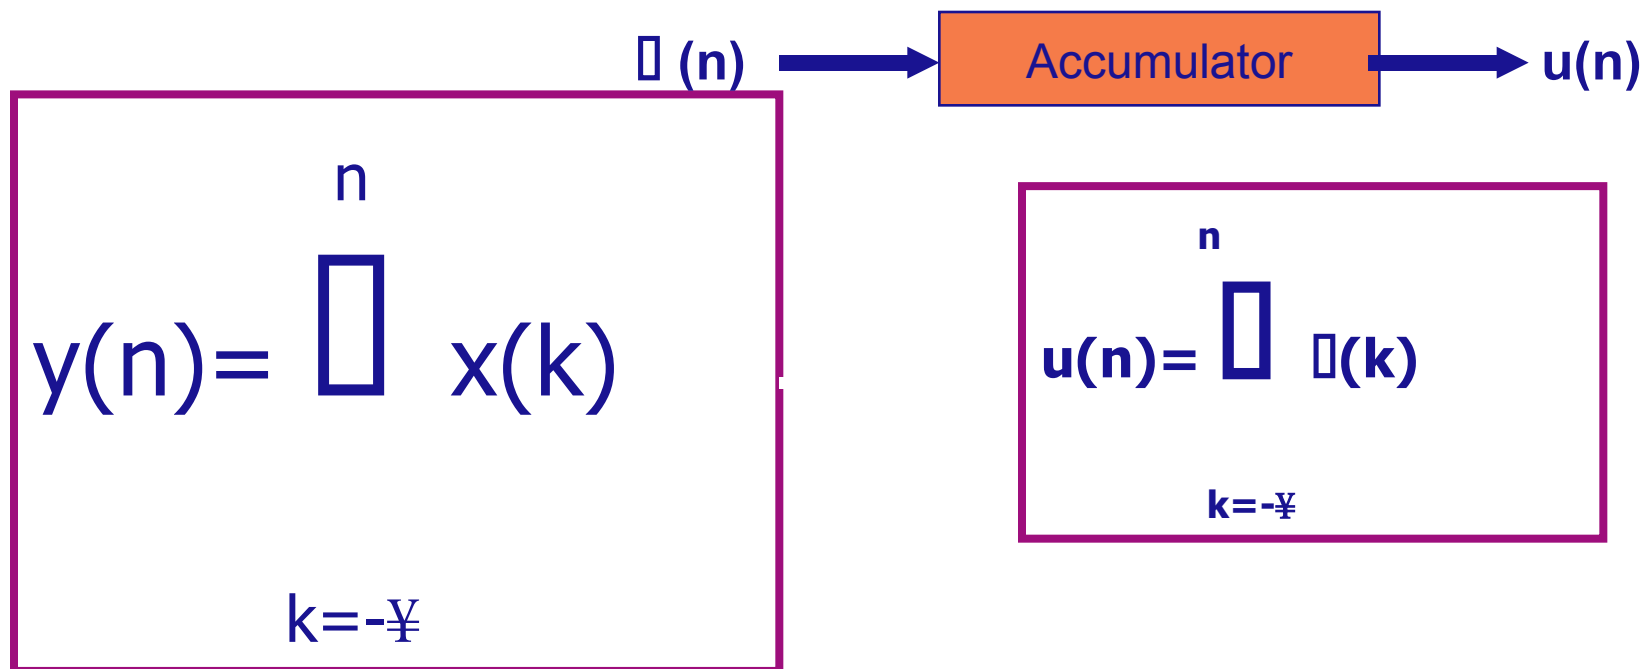 ▯ (n) Accumulator u(n)
n
y(n)= ▯ x(k)
k=-¥
n
u(n)= ▯ ▯(k)
k=-¥